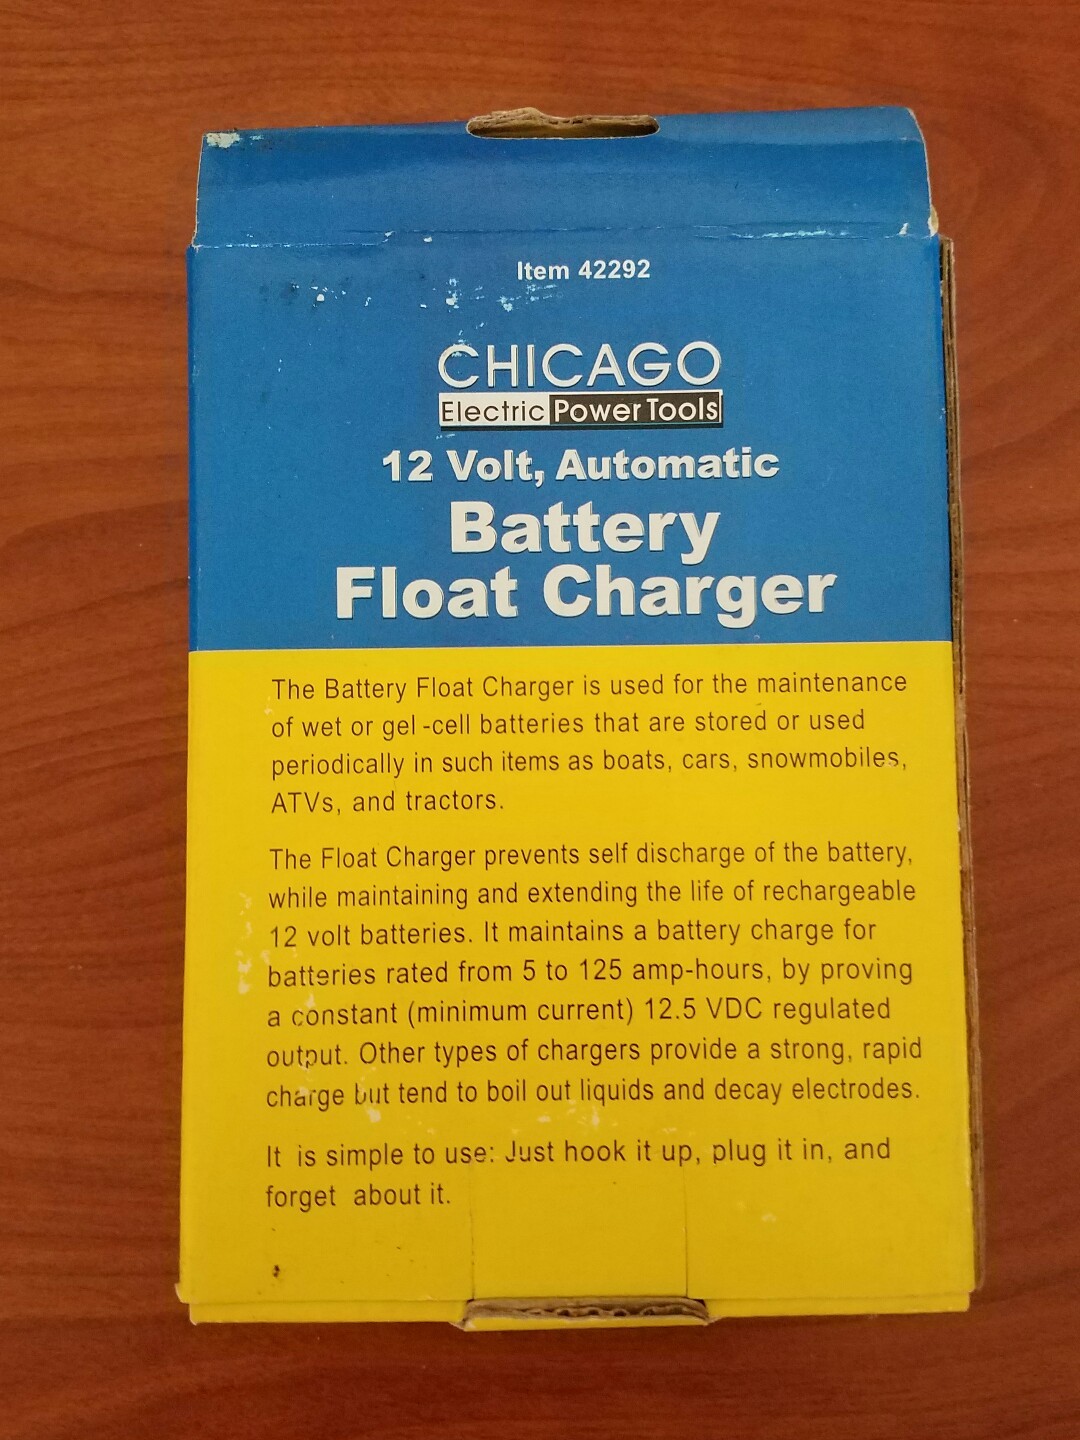 Item 42292
CHICAGO
Electric Power Tools
12 Volt, Automatic
Battery
Float Charger
The Battery Float Charger is used for the maintenance
of wet or gel -cell batteries that are stored or used
periodically in such items as boats, cars, snowmobiles,
ATVs, and tractors.
The Float Charger prevents self discharge of the battery,
while maintaining and extending the life of rechargeable
12 volt batteries. It maintains a battery charge for
batteries rated from 5 to 125 amp-hours, by proving
a constant (minimum current) 12.5 VDC regulated
output. Other types of chargers provide a strong, rapid
charge but tend to boil out liquids and decay electrodes.
It is simple to use: Just hook it up, plug it in, and
forget about it.